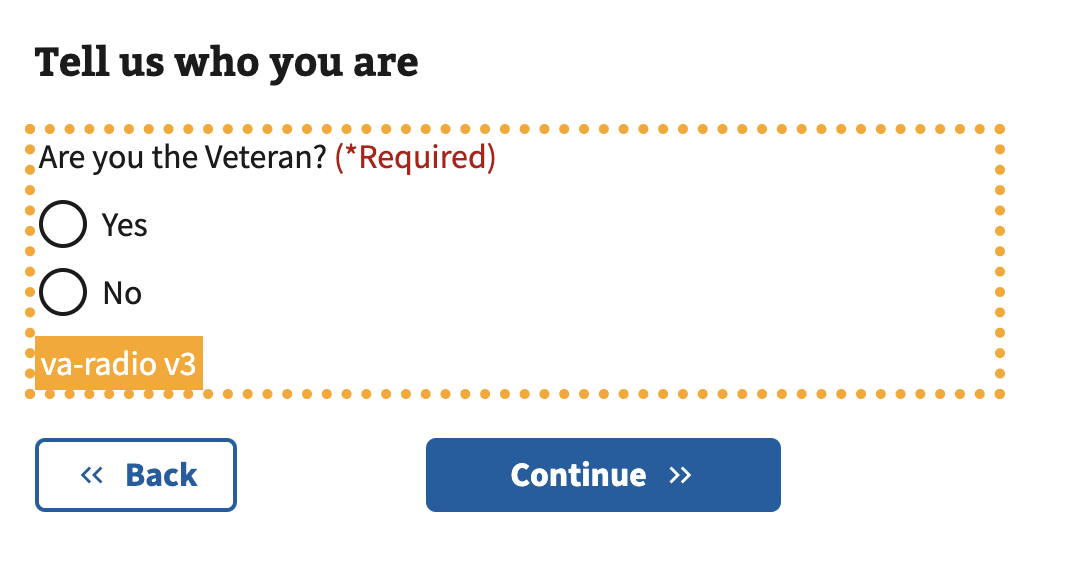 Tell us who you are
Are you the Veteran? (*Required)
Yes
No
va-radio v3
« Back
Continue »